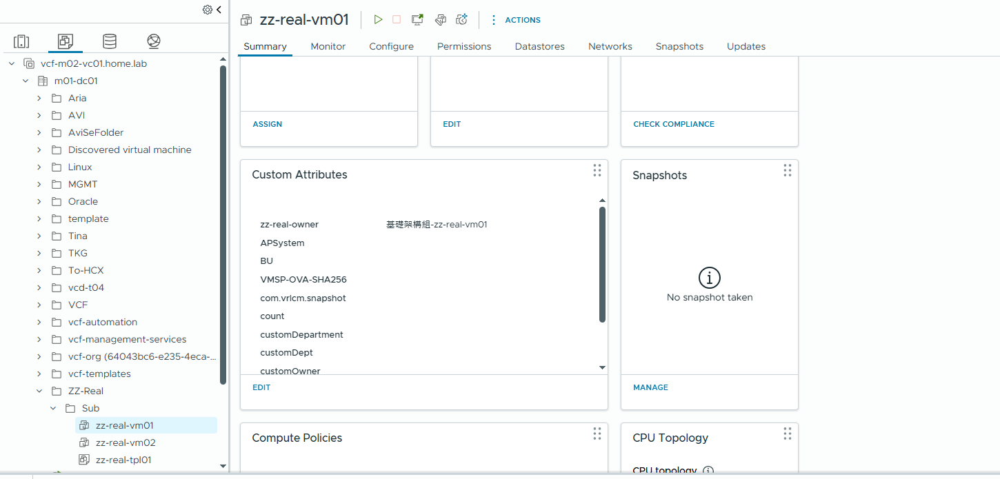 zz-real-vm01
ACTIONS
Summary
Monitor
Configure
Permissions
Datastores
Networks
Snapshots
Updates
vcf-m02-vc01.home.lab
m01-dc01
Aria
AVI
AviSeFolder
Discovered virtual machine
Linux
MGMT
Oracle
template
Tina
TKG
To-HCX
vcd-t04
VCF
vcf-automation
vcf-management-services
vcf-org (64043bc6-e235-4eca-...
vcf-templates
ZZ-Real
Sub
zz-real-vm01
zz-real-vm02
zz-real-tpl01
ASSIGN
EDIT
CHECK COMPLIANCE
Custom Attributes
zz-real-owner 基礎架構組-zz-real-vm01
APSystem
BU
VMSP-OVA-SHA256
com.vrlcm.snapshot
count
customDepartment
customDept
customOwner
EDIT
Snapshots
No snapshot taken
MANAGE
Compute Policies
CPU Topology
CPU topology